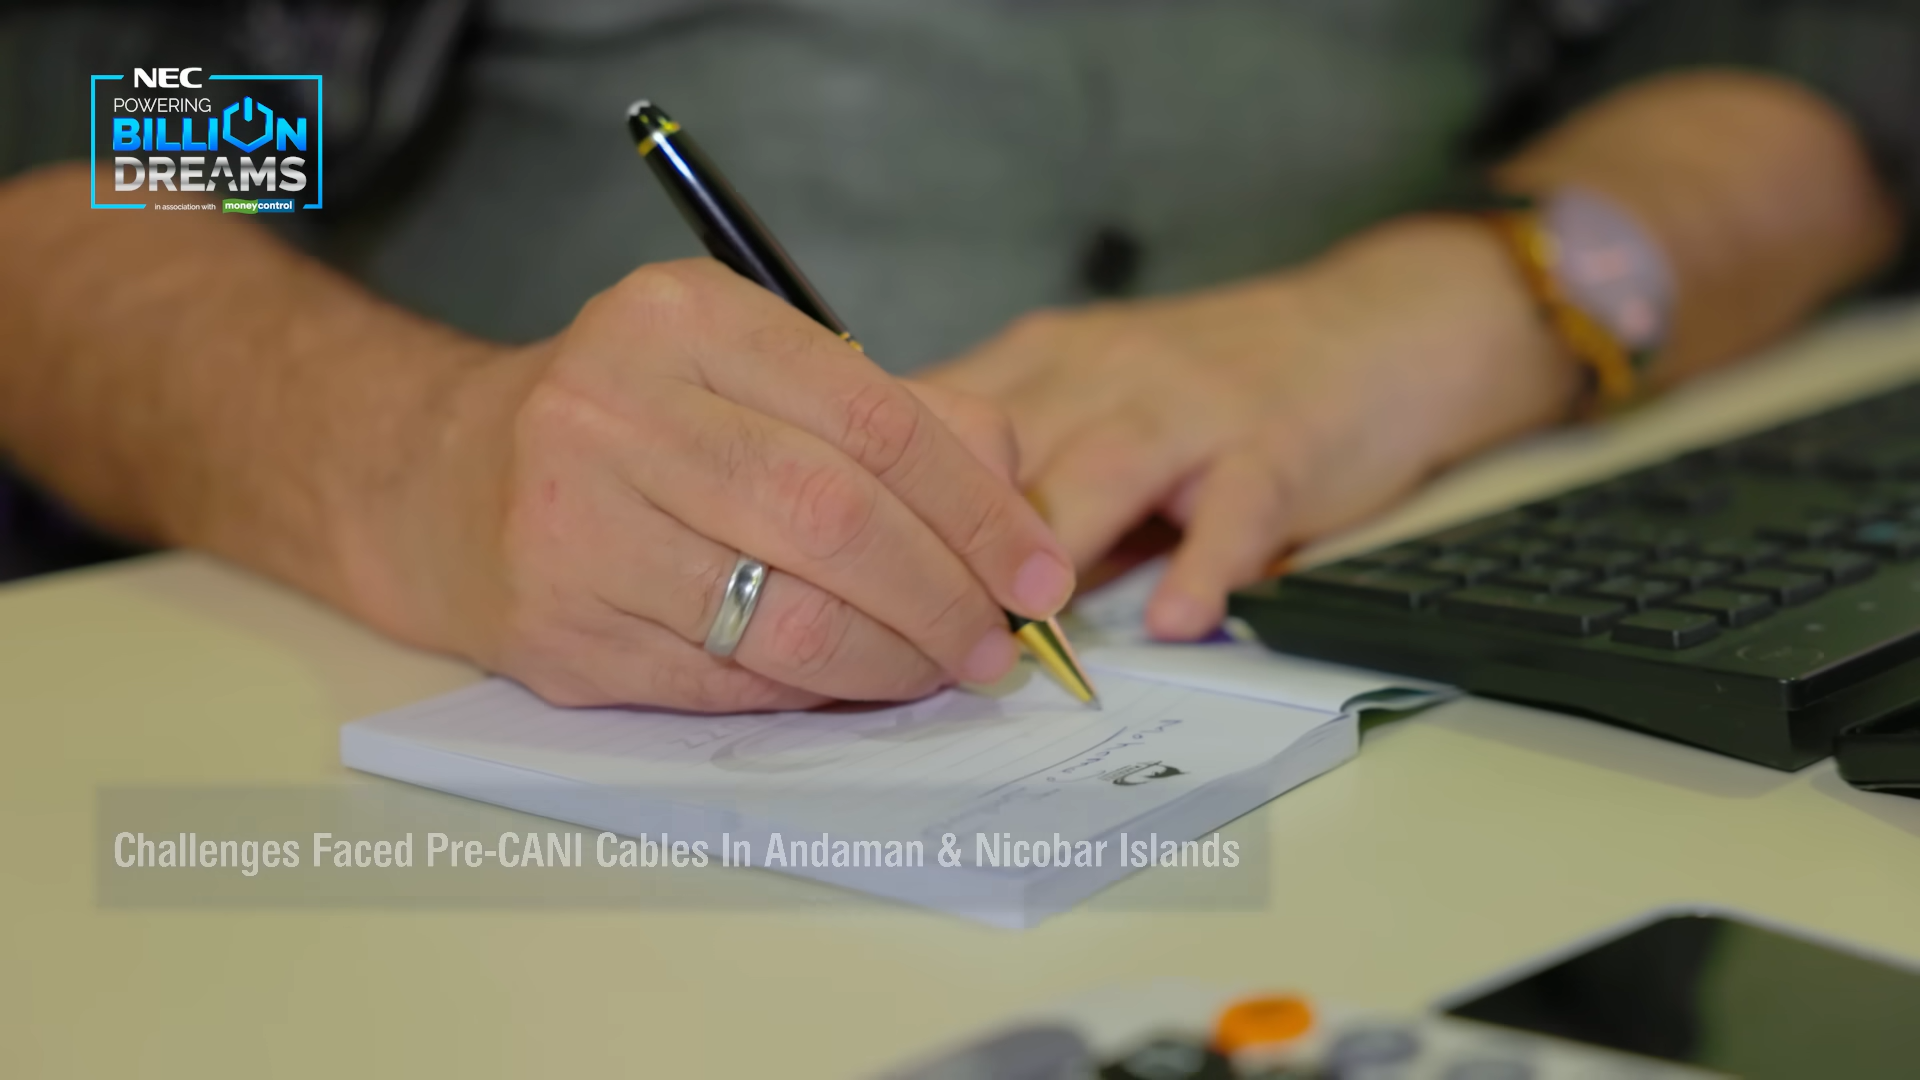 NEC
POWERING
BILLION
DREAMS
in association with moneycontrol
Challenges Faced Pre-CANI Cables In Andaman & Nicobar Islands